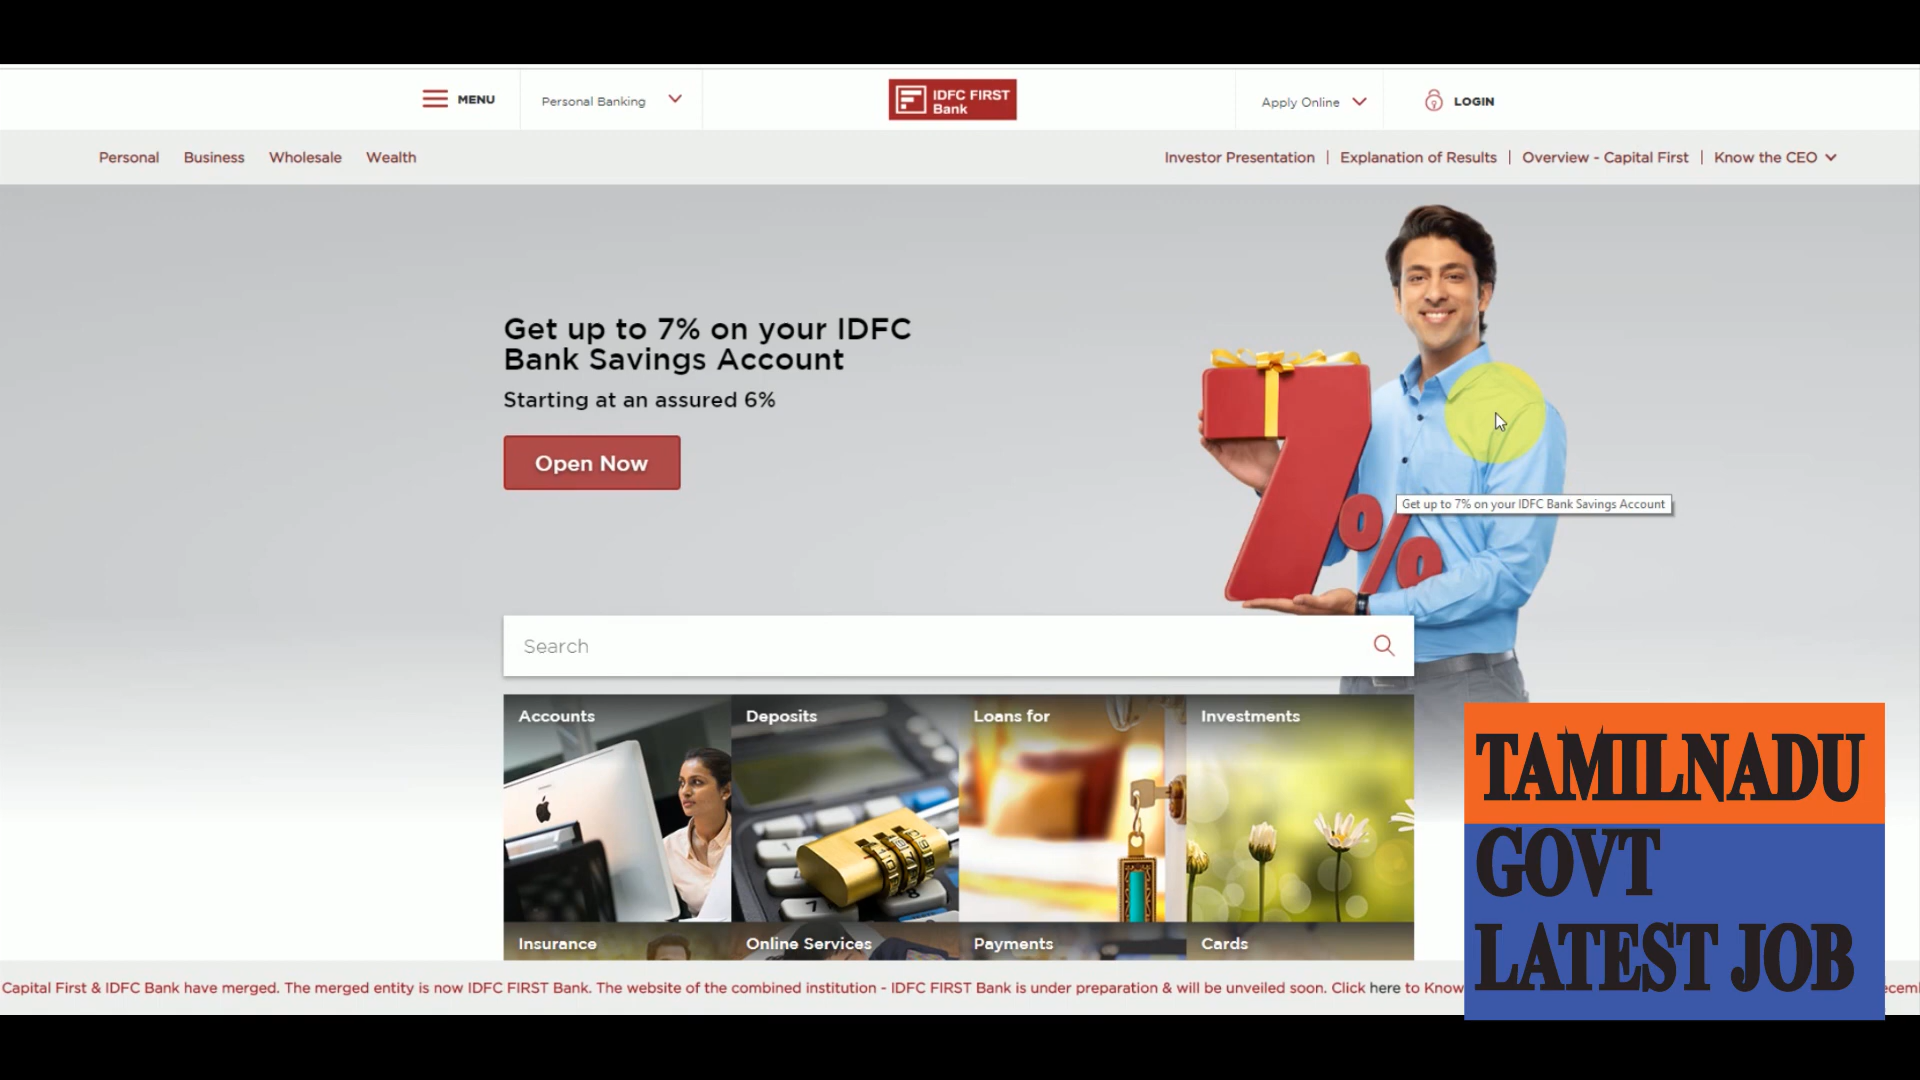 MENU
Personal Banking
IDFC FIRST
Bank
Apply Online
LOGIN
Personal Business Wholesale Wealth
Investor Presentation | Explanation of Results | Overview - Capital First | Know the CEO
Get up to 7% on your IDFC
Bank Savings Account
Starting at an assured 6%
Open Now
7%
Get up to 7% on your IDFC Bank Savings Account
Search
Accounts Deposits Loans for Investments
Insurance Online Services Payments Cards
Capital First & IDFC Bank have merged. The merged entity is now IDFC FIRST Bank. The website of the combined institution - IDFC FIRST Bank is under preparation & will be unveiled soon. Click here to Know
TAMILNADU
GOVT
LATEST JOB